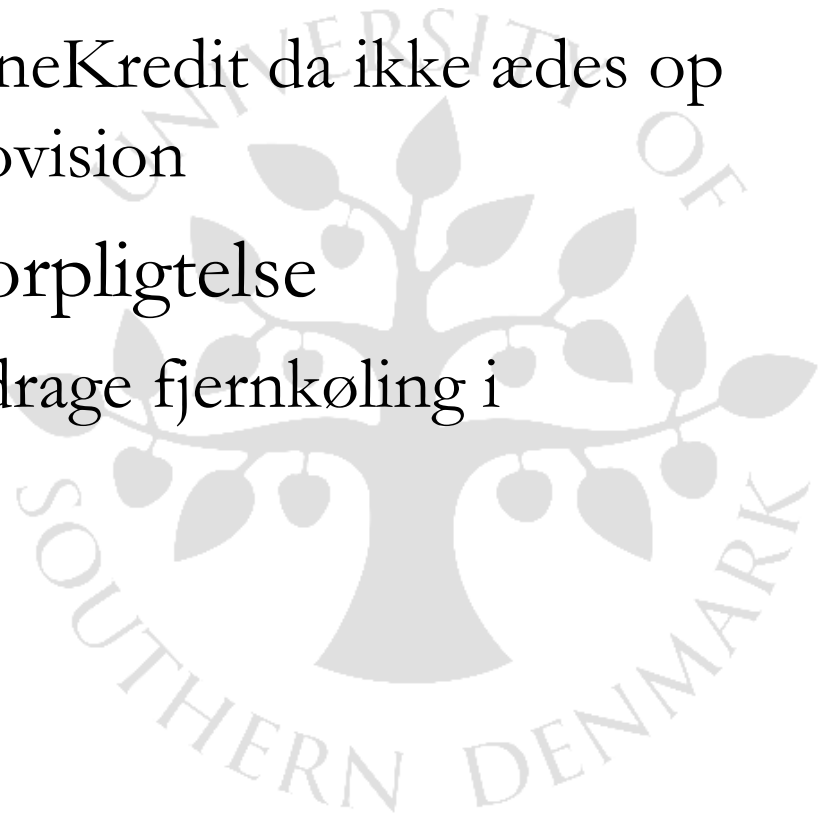 neKredit da ikke ædes op
ovision
orpligtelse
drage fjernkøling i
UNIVERSITY OF
SOUTHERN DENMARK